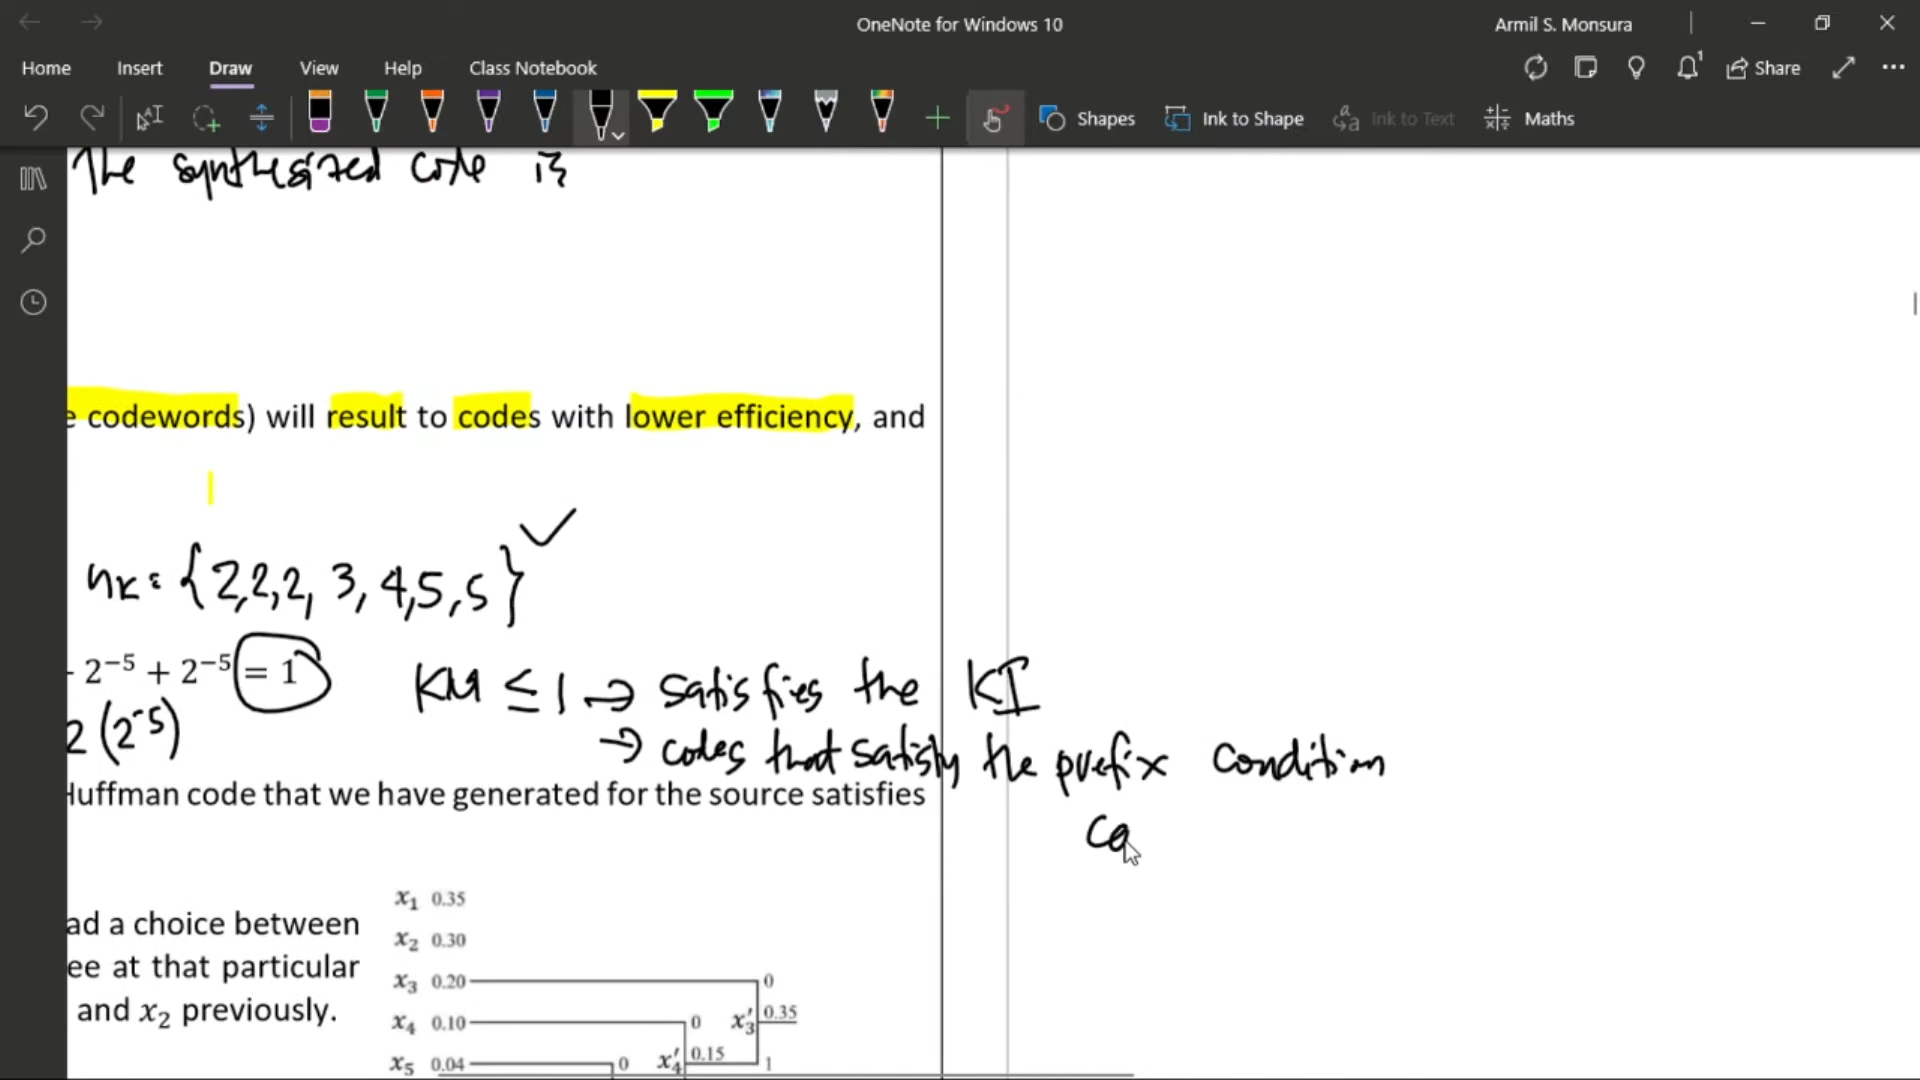 OneNote for Windows 10
Armil S. Monsura
Home Insert Draw View Help Class Notebook
Share
Shapes Ink to Shape Ink to Text Maths
The synthesized code is
e codewords) will result to codes with lower efficiency, and
nK = {2,2,2, 3, 4,5,5}
- 2⁻⁵ + 2⁻⁵ = 1
KM ≤ 1 → satisfies the KI
2 (2⁻⁵)
→ codes that satisfy the prefix condition
Huffman code that we have generated for the source satisfies
ca
x₁ 0.35
ad a choice between
x₂ 0.30
ee at that particular
x₃ 0.20 0
and x₂ previously.
x₄ 0.10 0 x₃′ 0.35
x₅ 0.04 0 x₄′ 0.15 1